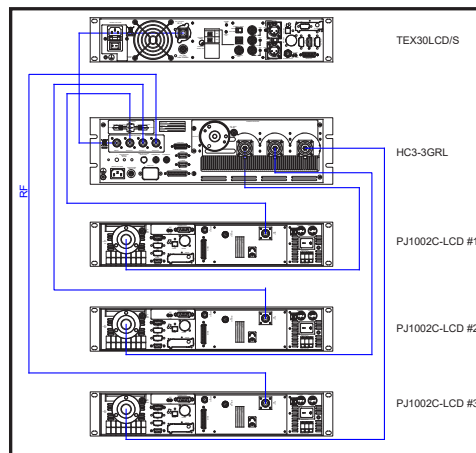 TEX30LCD/S
HC3-3GRL
RF
PJ1002C-LCD #1
PJ1002C-LCD #2
PJ1002C-LCD #3